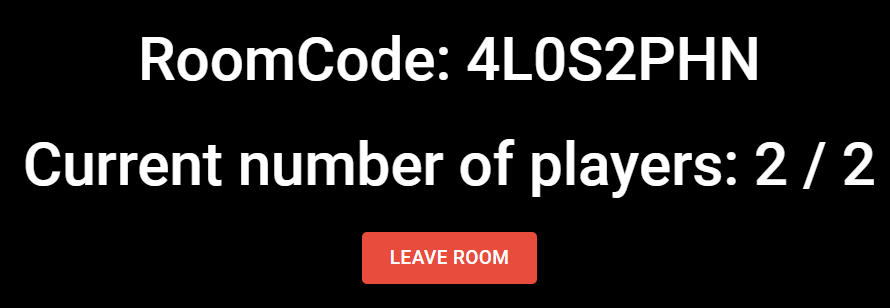 RoomCode: 4L0S2PHN
Current number of players: 2 / 2
LEAVE ROOM